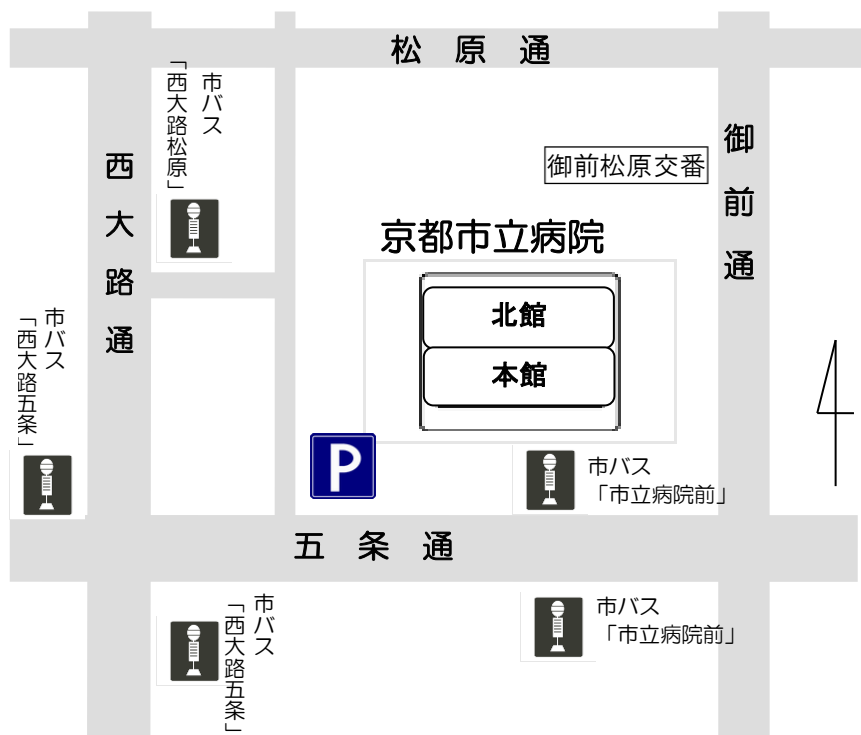 松原通
市バス
「西大路松原」
御前通
御前松原交番
西大路通
京都市立病院
北館
本館
市バス
「西大路五条」
P
市バス
「市立病院前」
五条通
市バス
「西大路五条」
市バス
「市立病院前」